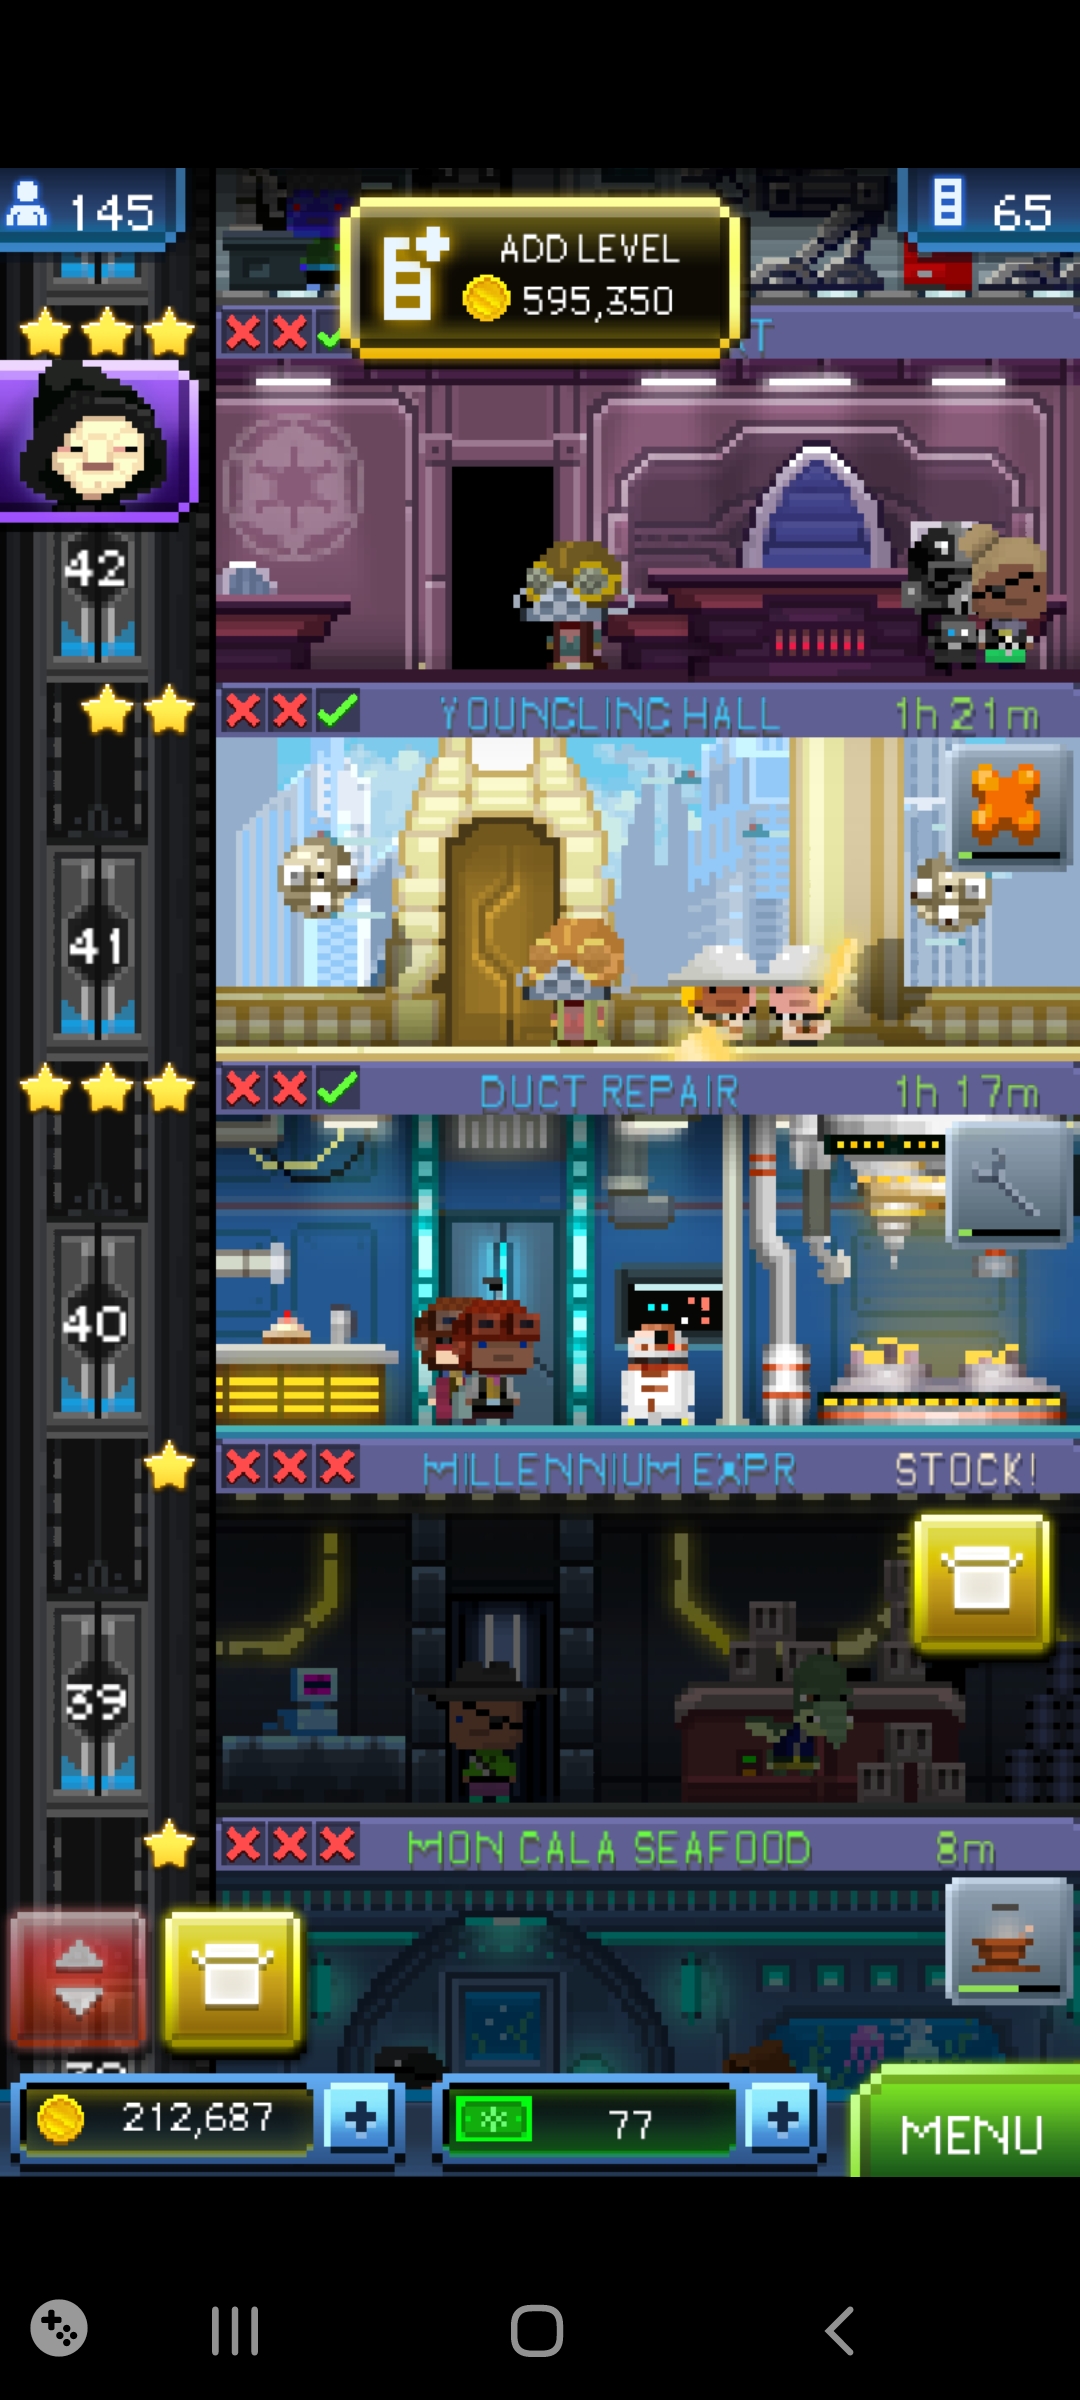 145
65
ADD LEVEL
595,350
42
YOUNGLING HALL
1h 21m
41
DUCT REPAIR
1h 17m
40
MILLENNIUM EXPR
STOCK!
39
MON CALA SEAFOOD
8m
212,687
77
MENU